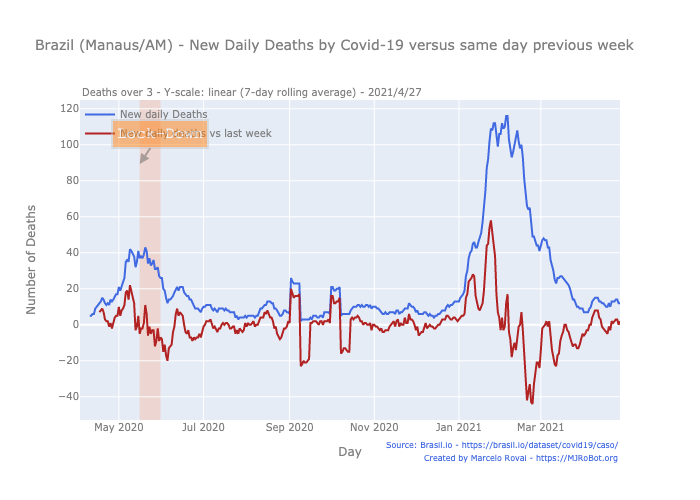 Brazil (Manaus/AM) - New Daily Deaths by Covid-19 versus same day previous week
Deaths over 3 - Y-scale: linear (7-day rolling average) - 2021/4/27
120
100
80
60
40
20
0
−20
−40
New daily Deaths
vs last week
Number of Deaths
May 2020
Jul 2020
Sep 2020
Nov 2020
Jan 2021
Mar 2021
Day
Source: Brasil.io - https://brasil.io/dataset/covid19/caso/
Created by Marcelo Rovai - https://MJRoBot.org